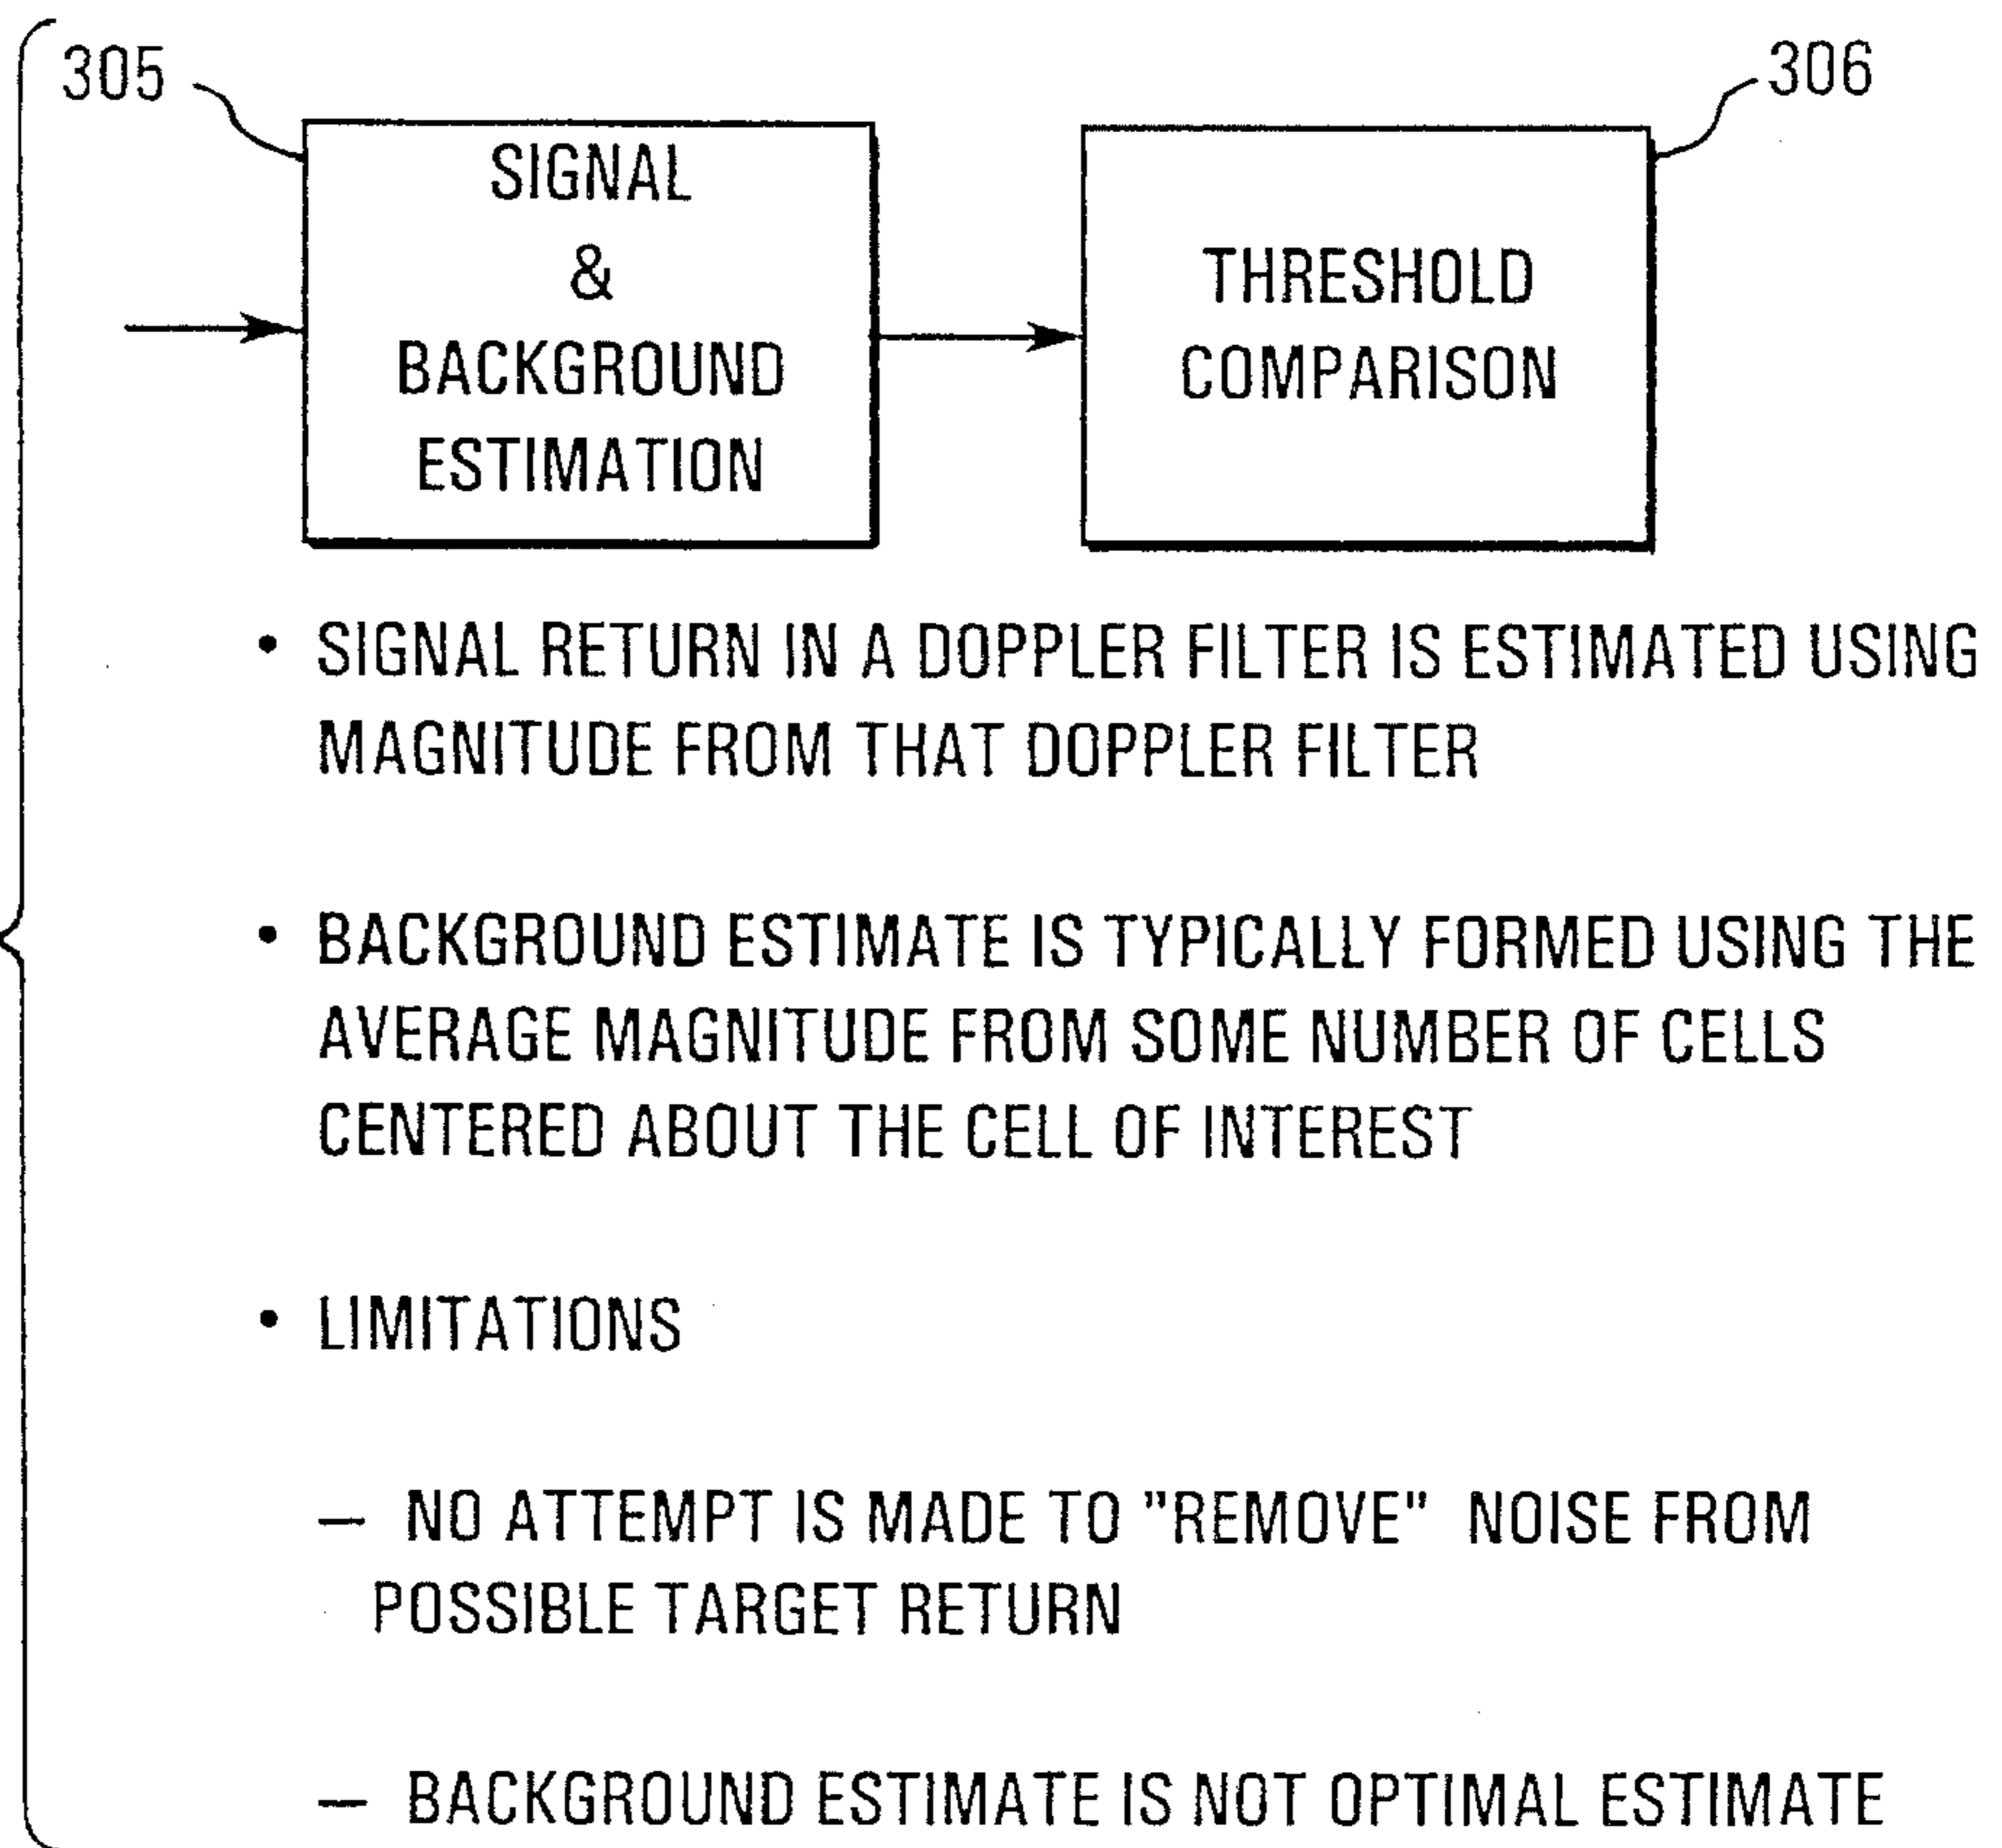 305
306
SIGNAL
&
BACKGROUND
ESTIMATION
THRESHOLD
COMPARISON
• SIGNAL RETURN IN A DOPPLER FILTER IS ESTIMATED USING
MAGNITUDE FROM THAT DOPPLER FILTER
• BACKGROUND ESTIMATE IS TYPICALLY FORMED USING THE
AVERAGE MAGNITUDE FROM SOME NUMBER OF CELLS
CENTERED ABOUT THE CELL OF INTEREST
• LIMITATIONS
— NO ATTEMPT IS MADE TO "REMOVE" NOISE FROM
POSSIBLE TARGET RETURN
— BACKGROUND ESTIMATE IS NOT OPTIMAL ESTIMATE